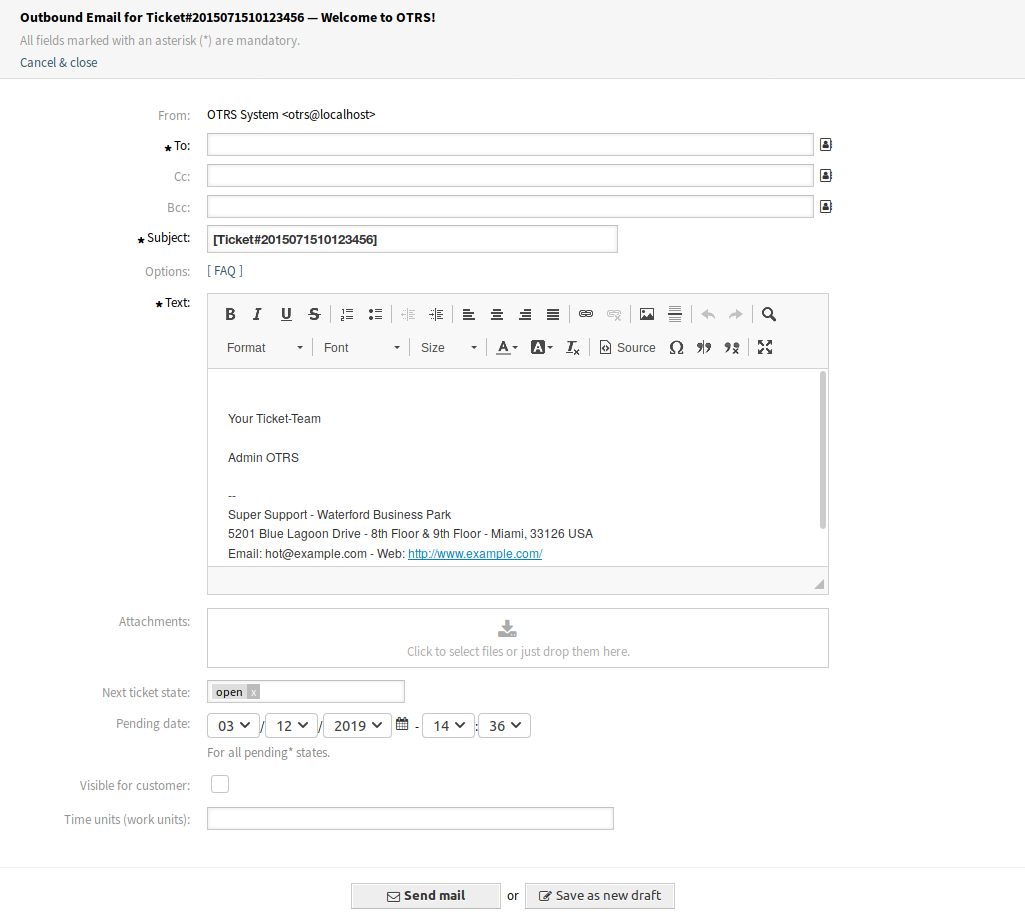 Outbound Email for Ticket#2015071510123456 — Welcome to OTRS!
All fields marked with an asterisk (*) are mandatory.
Cancel & close
From: OTRS System <otrs@localhost>
★ To:
Cc:
Bcc:
★ Subject: [Ticket#2015071510123456]
Options: [ FAQ ]
★ Text:
B I U S
Format Font Size A A Tx Source Ω
Your Ticket-Team
Admin OTRS
--
Super Support - Waterford Business Park
5201 Blue Lagoon Drive - 8th Floor & 9th Floor - Miami, 33126 USA
Email: hot@example.com - Web: http://www.example.com/
Attachments:
Click to select files or just drop them here.
Next ticket state: open x
Pending date: 03 / 12 / 2019 - 14 : 36
For all pending* states.
Visible for customer:
Time units (work units):
Send mail or Save as new draft